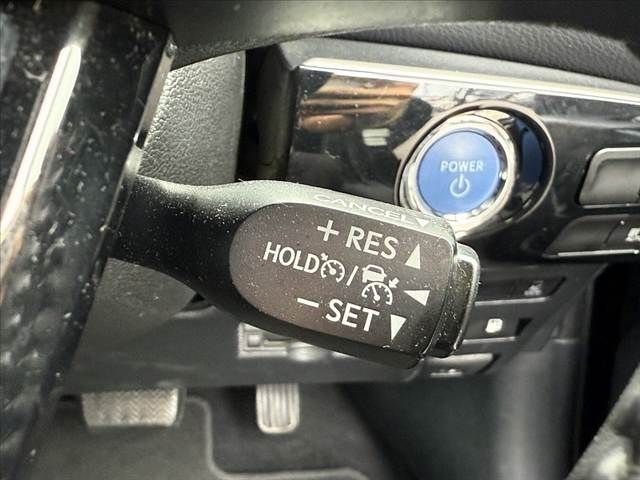 POWER
CANCEL
+ RES
HOLD /
− SET